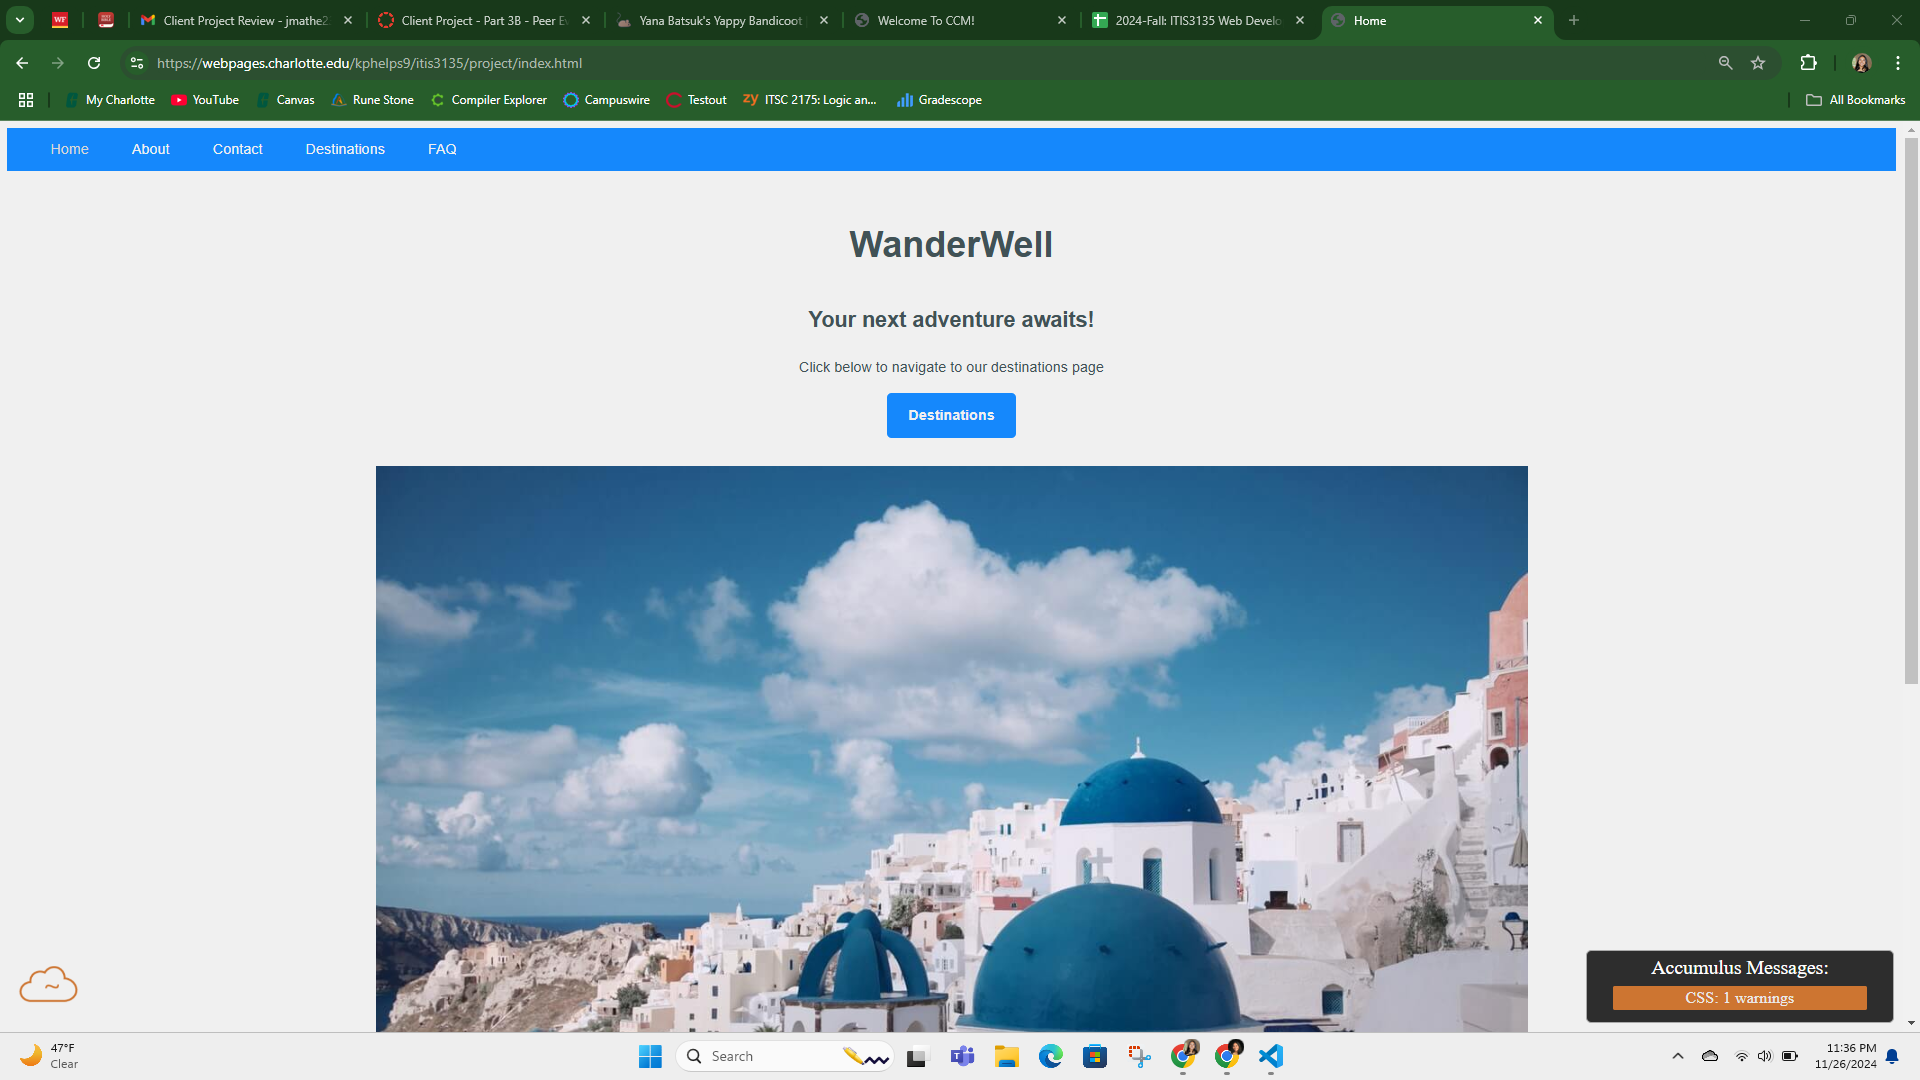 Client Project Review - jmathe2
Client Project - Part 3B - Peer Ev
Yana Batsuk's Yappy Bandicoot
Welcome To CCM!
2024-Fall: ITIS3135 Web Develo
Home
https://webpages.charlotte.edu/kphelps9/itis3135/project/index.html
My Charlotte
YouTube
Canvas
Rune Stone
Compiler Explorer
Campuswire
Testout
ITSC 2175: Logic an...
Gradescope
All Bookmarks
Home
About
Contact
Destinations
FAQ
WanderWell
Your next adventure awaits!
Click below to navigate to our destinations page
Destinations
Accumulus Messages:
CSS: 1 warnings
47°F
Clear
Search
11:36 PM
11/26/2024